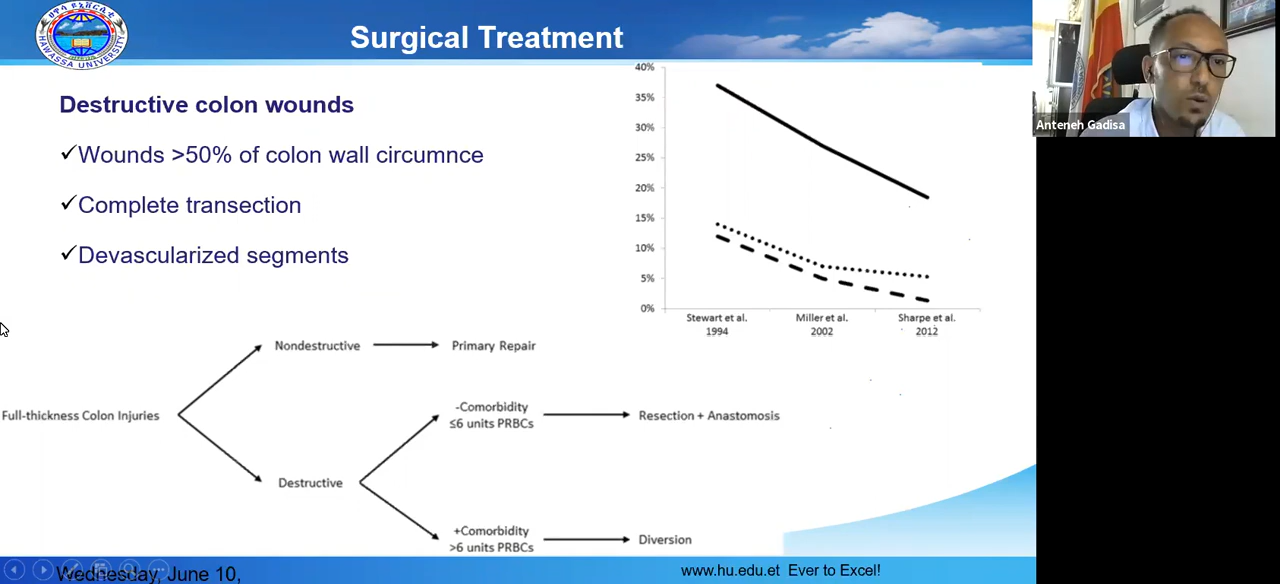 HAWASSA UNIVERSITY
Surgical Treatment
Anteneh Gadisa
Destructive colon wounds
✓Wounds >50% of colon wall circumnce
✓Complete transection
✓Devascularized segments
40%
35%
30%
25%
20%
15%
10%
5%
0%
Stewart et al.
1994
Miller et al.
2002
Sharpe et al.
2012
Full-thickness Colon Injuries
Nondestructive
Primary Repair
Destructive
-Comorbidity
≤6 units PRBCs
Resection + Anastomosis
+Comorbidity
>6 units PRBCs
Diversion
Wednesday, June 10,
www.hu.edu.et Ever to Excel!